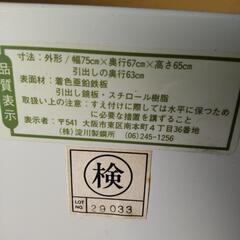 品質表示
寸法：外形／幅75cm×奥行67cm×高さ65cm
引出しの奥行63cm
表面材：着色亜鉛鉄板
引出し鏡板・スチロール樹脂
取扱い上の注意：すえ付けに際しては水平に保つため
に必要な措置を講ずること
表示者：〒541 大阪市東区南本町4丁目36番地
(株)淀川製鋼所 (06)245-1256
検
LOT NO. 29033